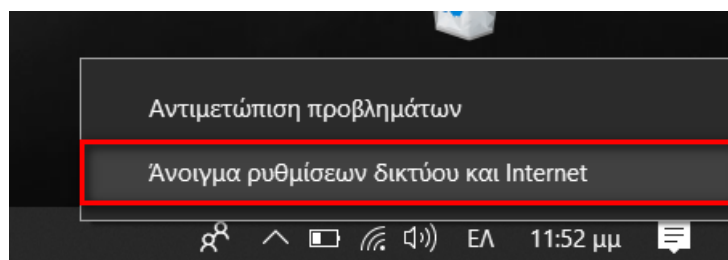 Αντιμετώπιση προβλημάτων
Άνοιγμα ρυθμίσεων δικτύου και Internet
ΕΛ 11:52 μμ